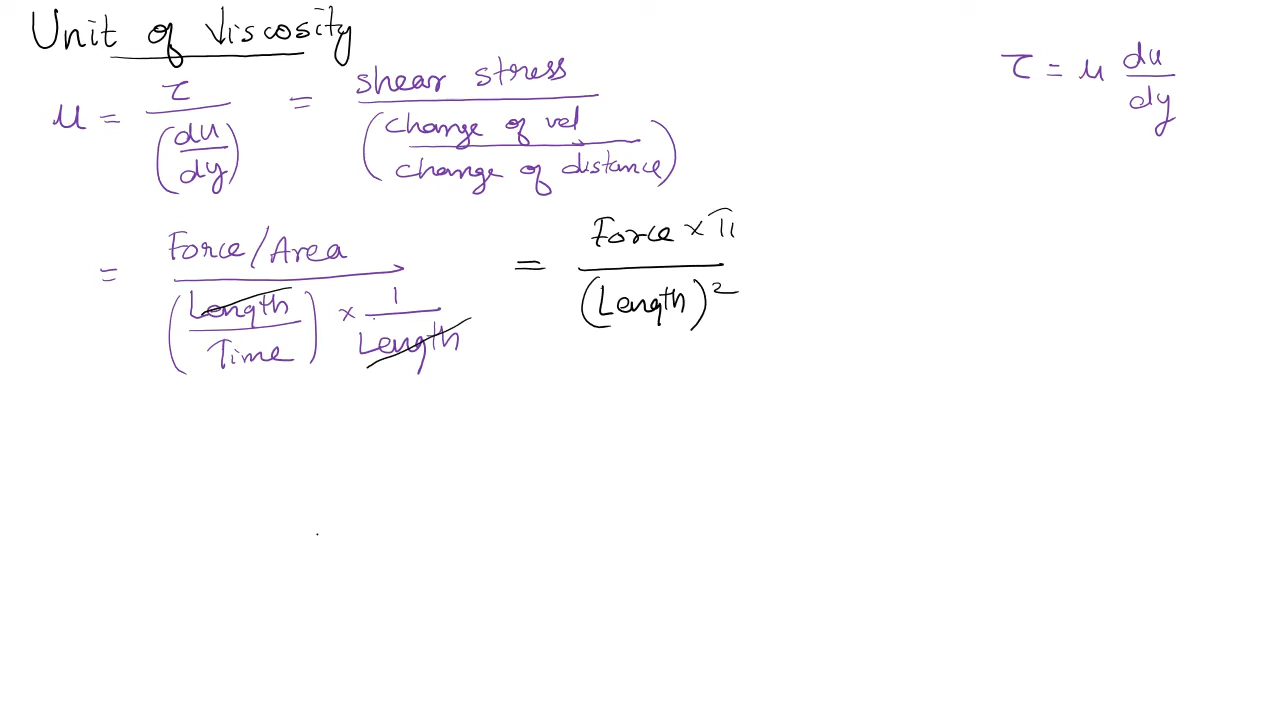 Unit of Viscosity
μ = τ / (du/dy) = shear stress / (change of vel / change of distance)
τ = μ du/dy
= Force/Area / ((Length/Time) × 1/Length) = Force × Ti / (Length)²